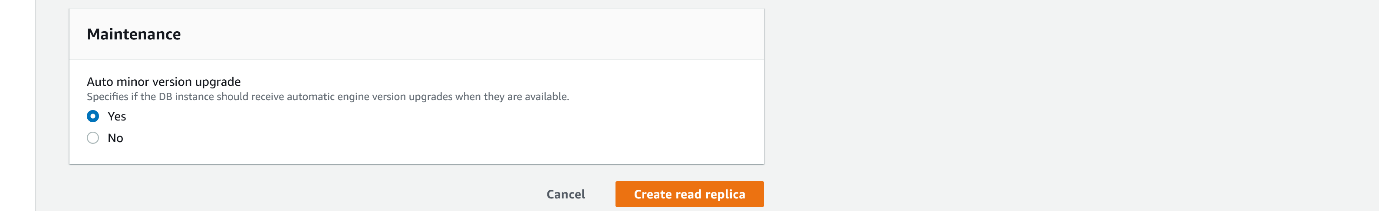 Maintenance
Auto minor version upgrade
Specifies if the DB instance should receive automatic engine version upgrades when they are available.
Yes
No
Cancel
Create read replica